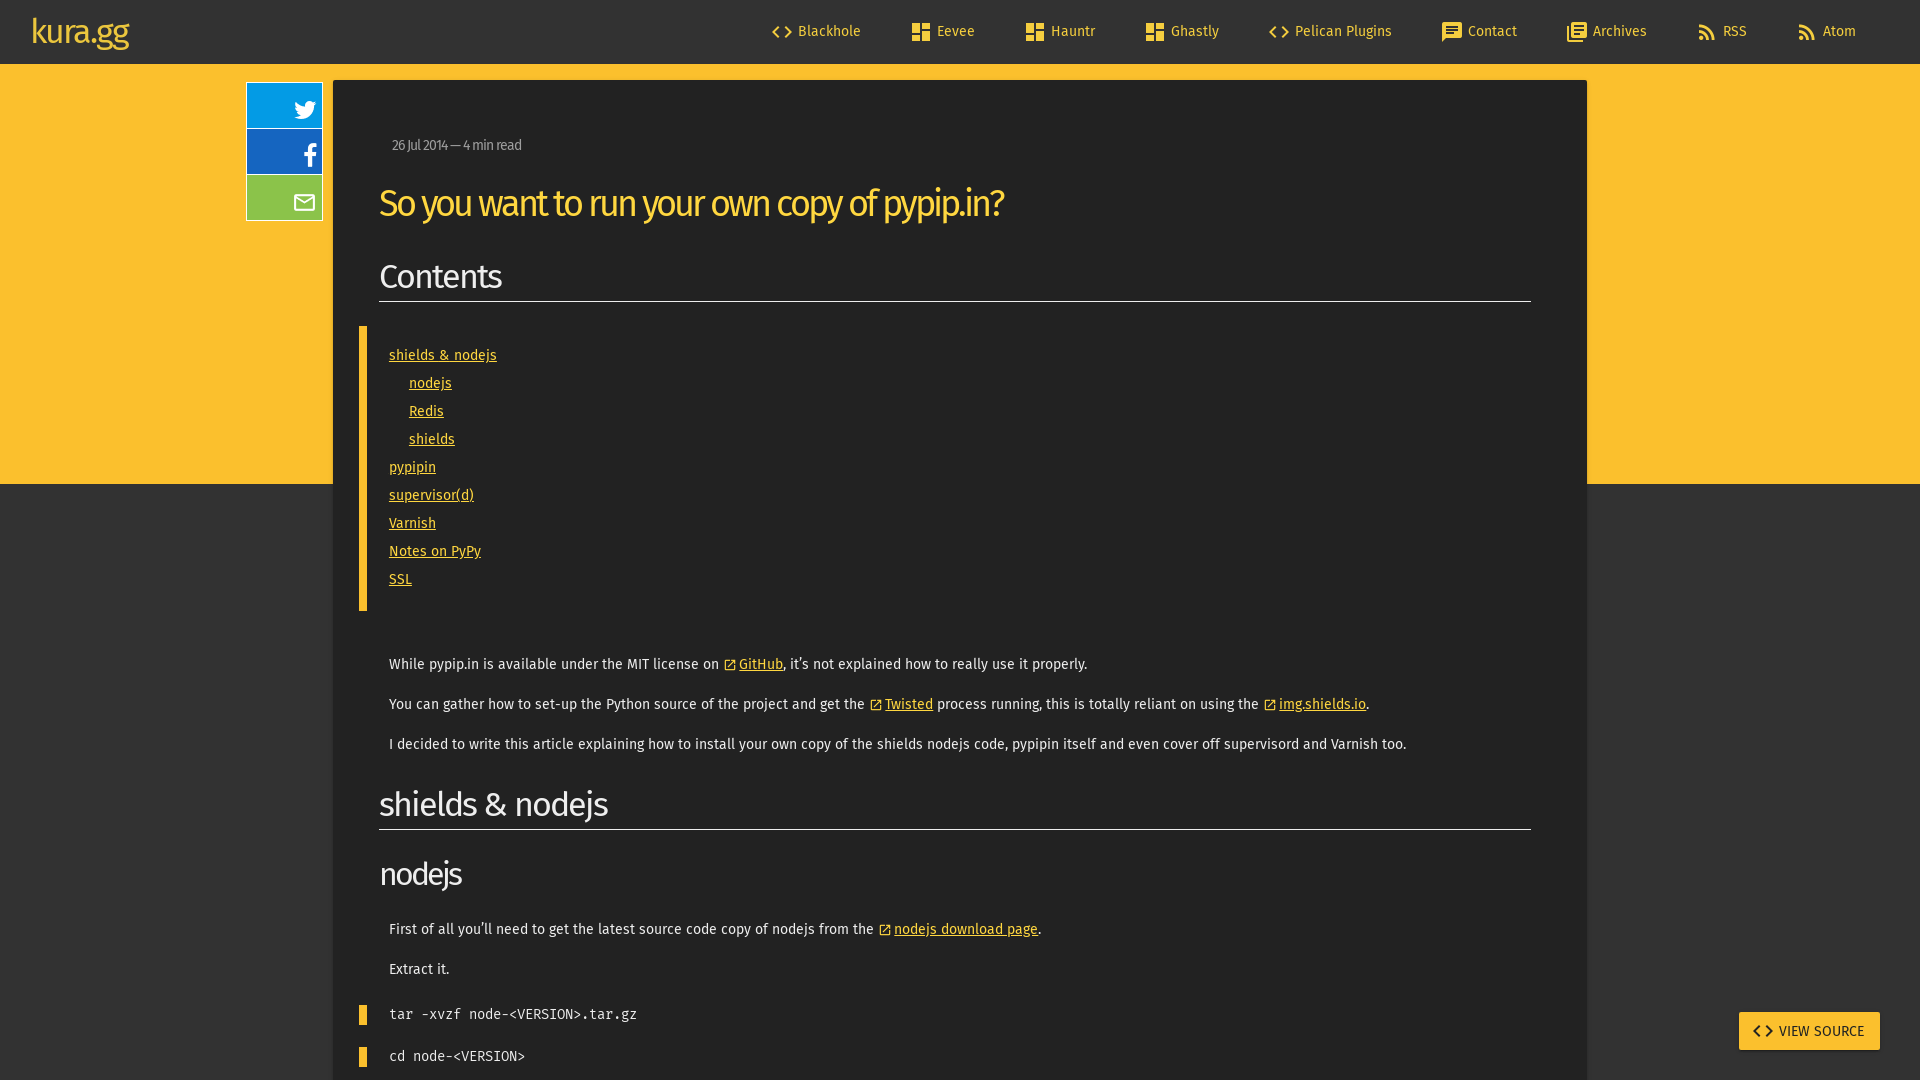 kura.gg
Blackhole
Eevee
Hauntr
Ghastly
Pelican Plugins
Contact
Archives
RSS
Atom
26 Jul 2014 — 4 min read
So you want to run your own copy of pypip.in?
Contents
shields & nodejs
nodejs
Redis
shields
pypipin
supervisor(d)
Varnish
Notes on PyPy
SSL
While pypip.in is available under the MIT license on GitHub, it’s not explained how to really use it properly.
You can gather how to set-up the Python source of the project and get the Twisted process running, this is totally reliant on using the img.shields.io.
I decided to write this article explaining how to install your own copy of the shields nodejs code, pypipin itself and even cover off supervisord and Varnish too.
shields & nodejs
nodejs
First of all you’ll need to get the latest source code copy of nodejs from the nodejs download page.
Extract it.
tar -xvzf node-<VERSION>.tar.gz
cd node-<VERSION>
VIEW SOURCE